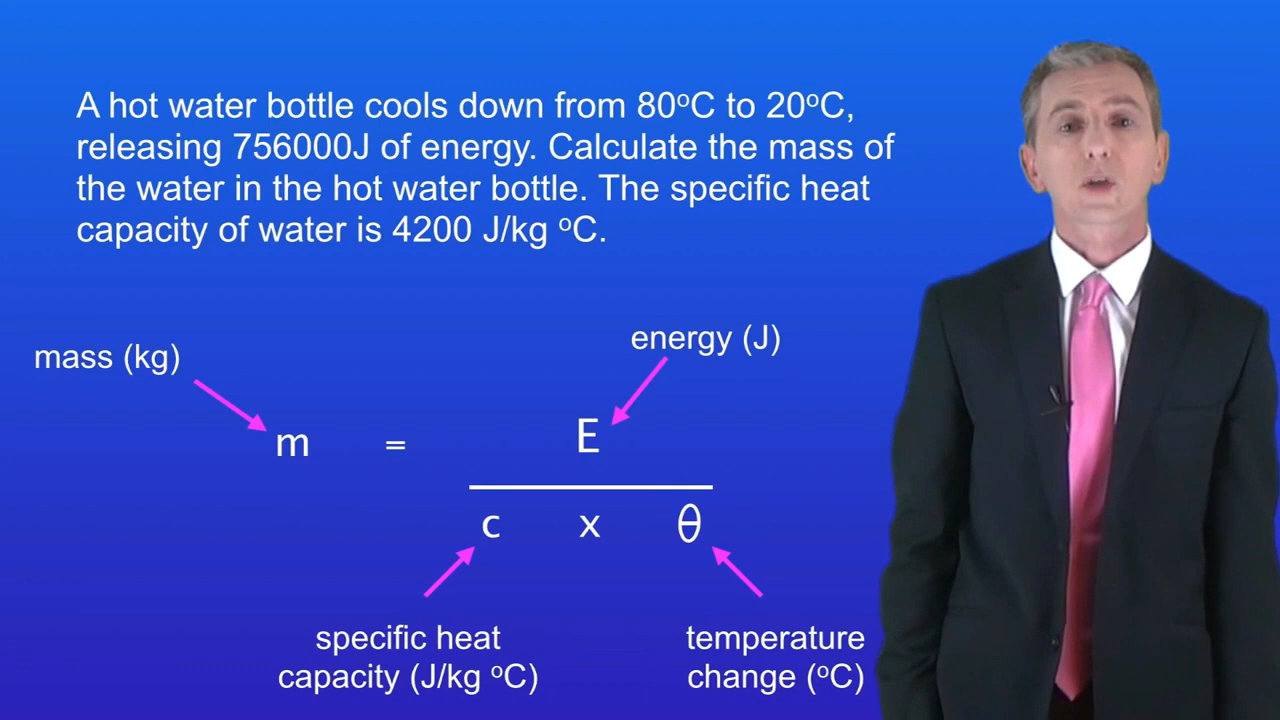 A hot water bottle cools down from 80ºC to 20ºC,
releasing 756000J of energy. Calculate the mass of
the water in the hot water bottle. The specific heat
capacity of water is 4200 J/kg ºC.
energy (J)
mass (kg)
m = E
c x θ
specific heat
capacity (J/kg ºC)
temperature
change (ºC)